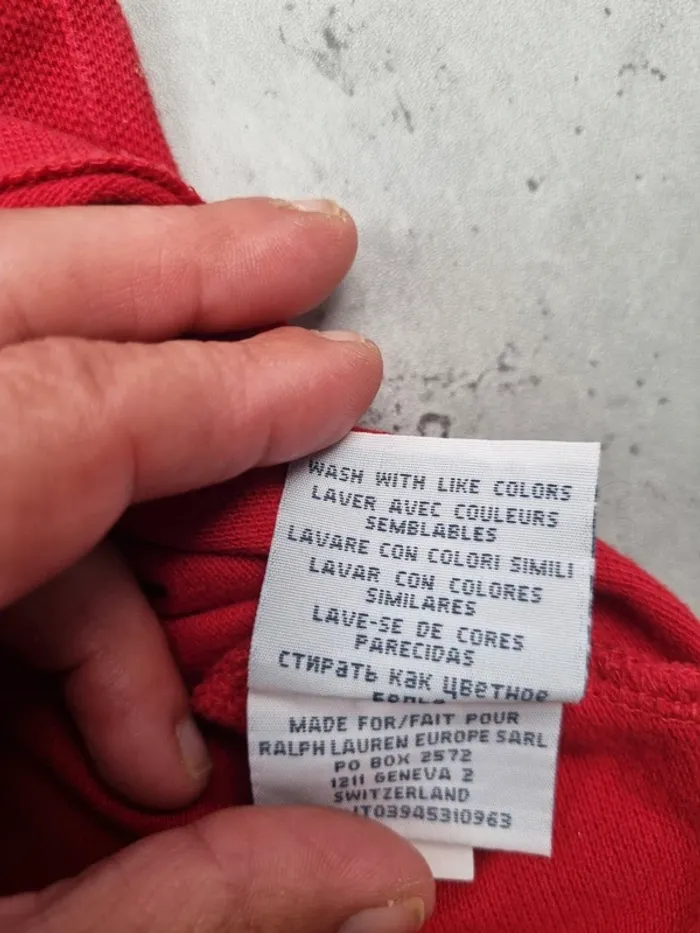 WASH WITH LIKE COLORS
LAVER AVEC COULEURS
SEMBLABLES
LAVARE CON COLORI SIMILI
LAVAR CON COLORES
SIMILARES
LAVE-SE DE CORES
PARECIDAS
СТИРАТЬ КАК ЦВЕТНОЕ
MADE FOR/FAIT POUR
RALPH LAUREN EUROPE SARL
PO BOX 2572
1211 GENEVA 2
SWITZERLAND
IT03945310963